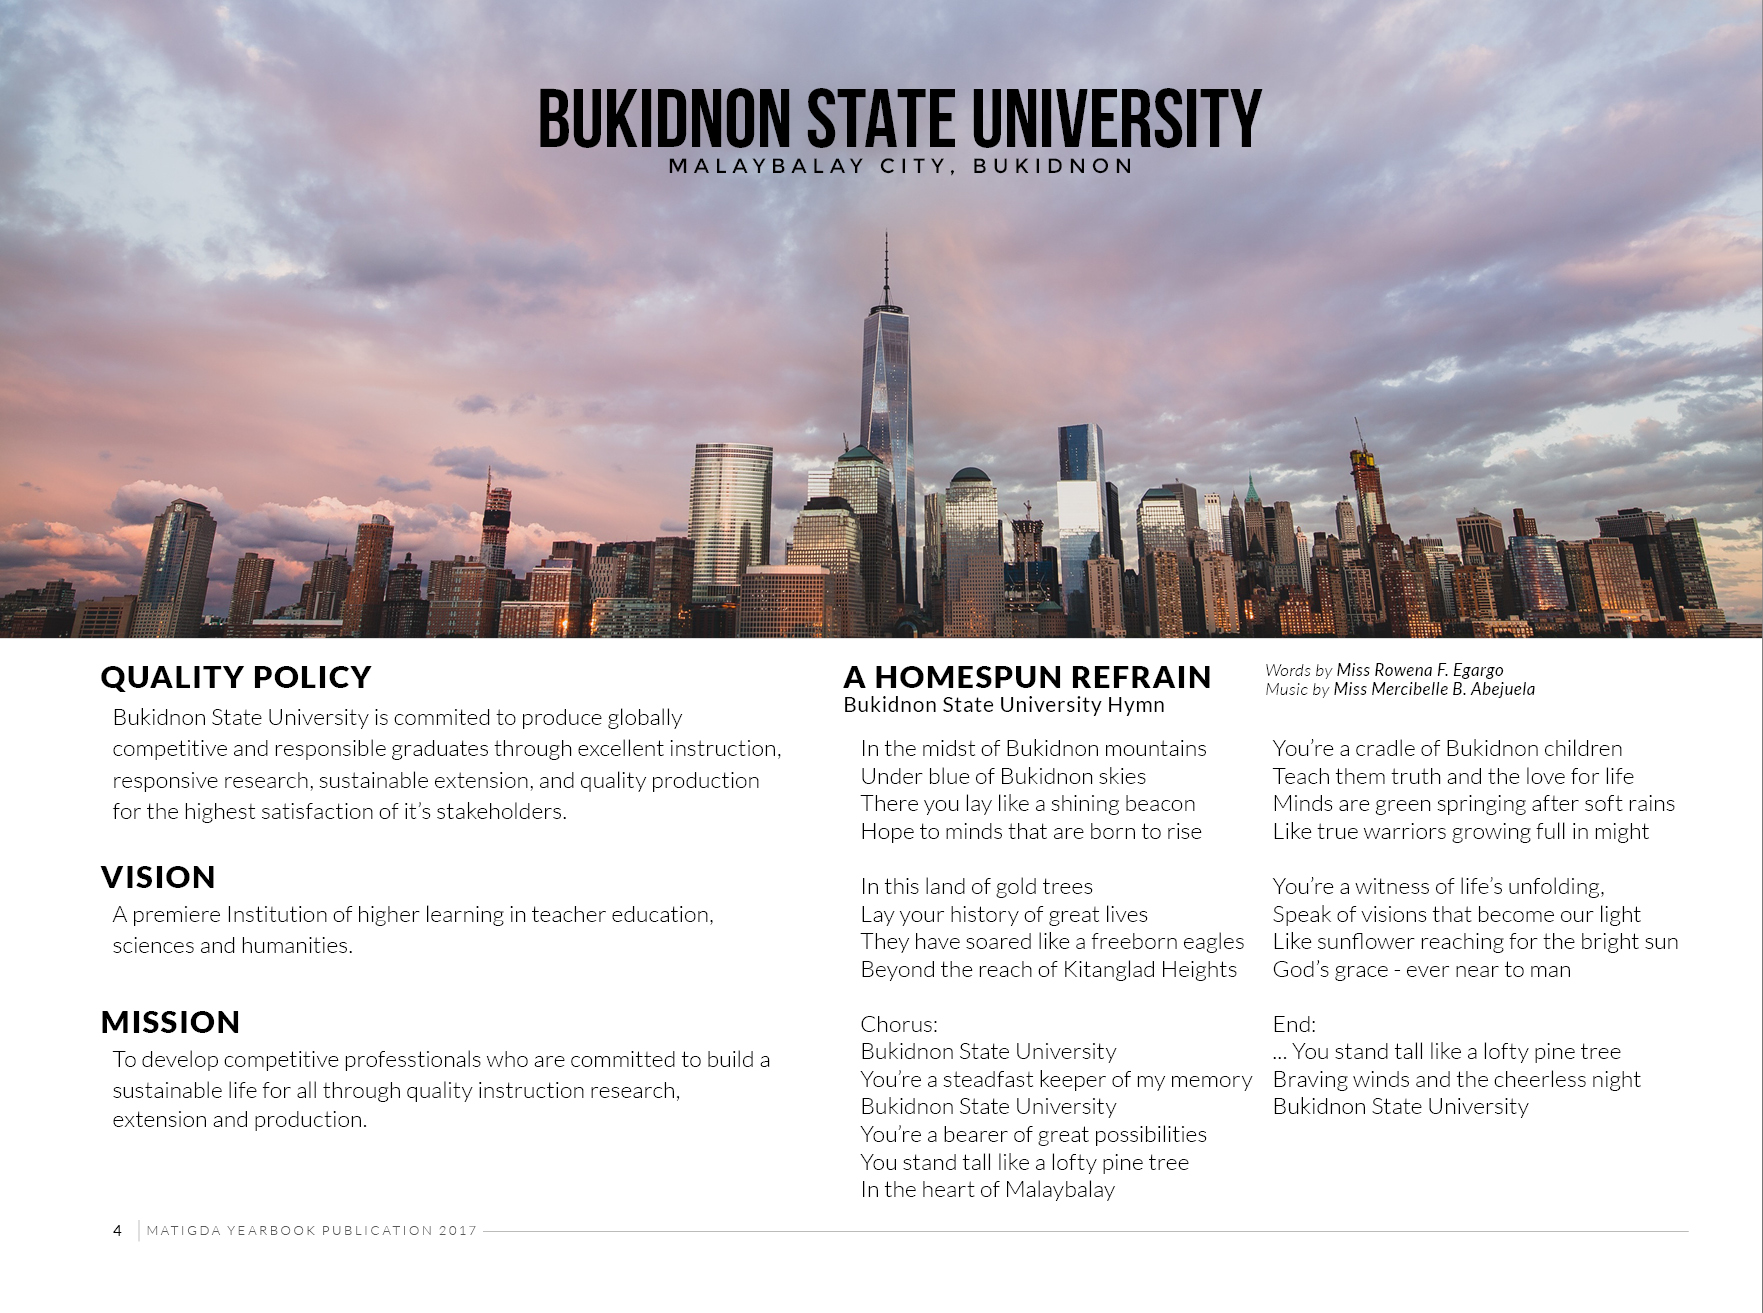 BUKIDNON STATE UNIVERSITY
MALAYBALAY CITY, BUKIDNON
QUALITY POLICY
Bukidnon State University is commited to produce globally
competitive and responsible graduates through excellent instruction,
responsive research, sustainable extension, and quality production
for the highest satisfaction of it's stakeholders.
VISION
A premiere Institution of higher learning in teacher education,
sciences and humanities.
MISSION
To develop competitive professtionals who are committed to build a
sustainable life for all through quality instruction research,
extension and production.
A HOMESPUN REFRAIN
Bukidnon State University Hymn
Words by Miss Rowena F. Egargo
Music by Miss Mercibelle B. Abejuela
In the midst of Bukidnon mountains
Under blue of Bukidnon skies
There you lay like a shining beacon
Hope to minds that are born to rise
In this land of gold trees
Lay your history of great lives
They have soared like a freeborn eagles
Beyond the reach of Kitanglad Heights
Chorus:
Bukidnon State University
You're a steadfast keeper of my memory
Bukidnon State University
You're a bearer of great possibilities
You stand tall like a lofty pine tree
In the heart of Malaybalay
You're a cradle of Bukidnon children
Teach them truth and the love for life
Minds are green springing after soft rains
Like true warriors growing full in might
You're a witness of life's unfolding,
Speak of visions that become our light
Like sunflower reaching for the bright sun
God's grace - ever near to man
End:
... You stand tall like a lofty pine tree
Braving winds and the cheerless night
Bukidnon State University
4 MATIGDA YEARBOOK PUBLICATION 2017